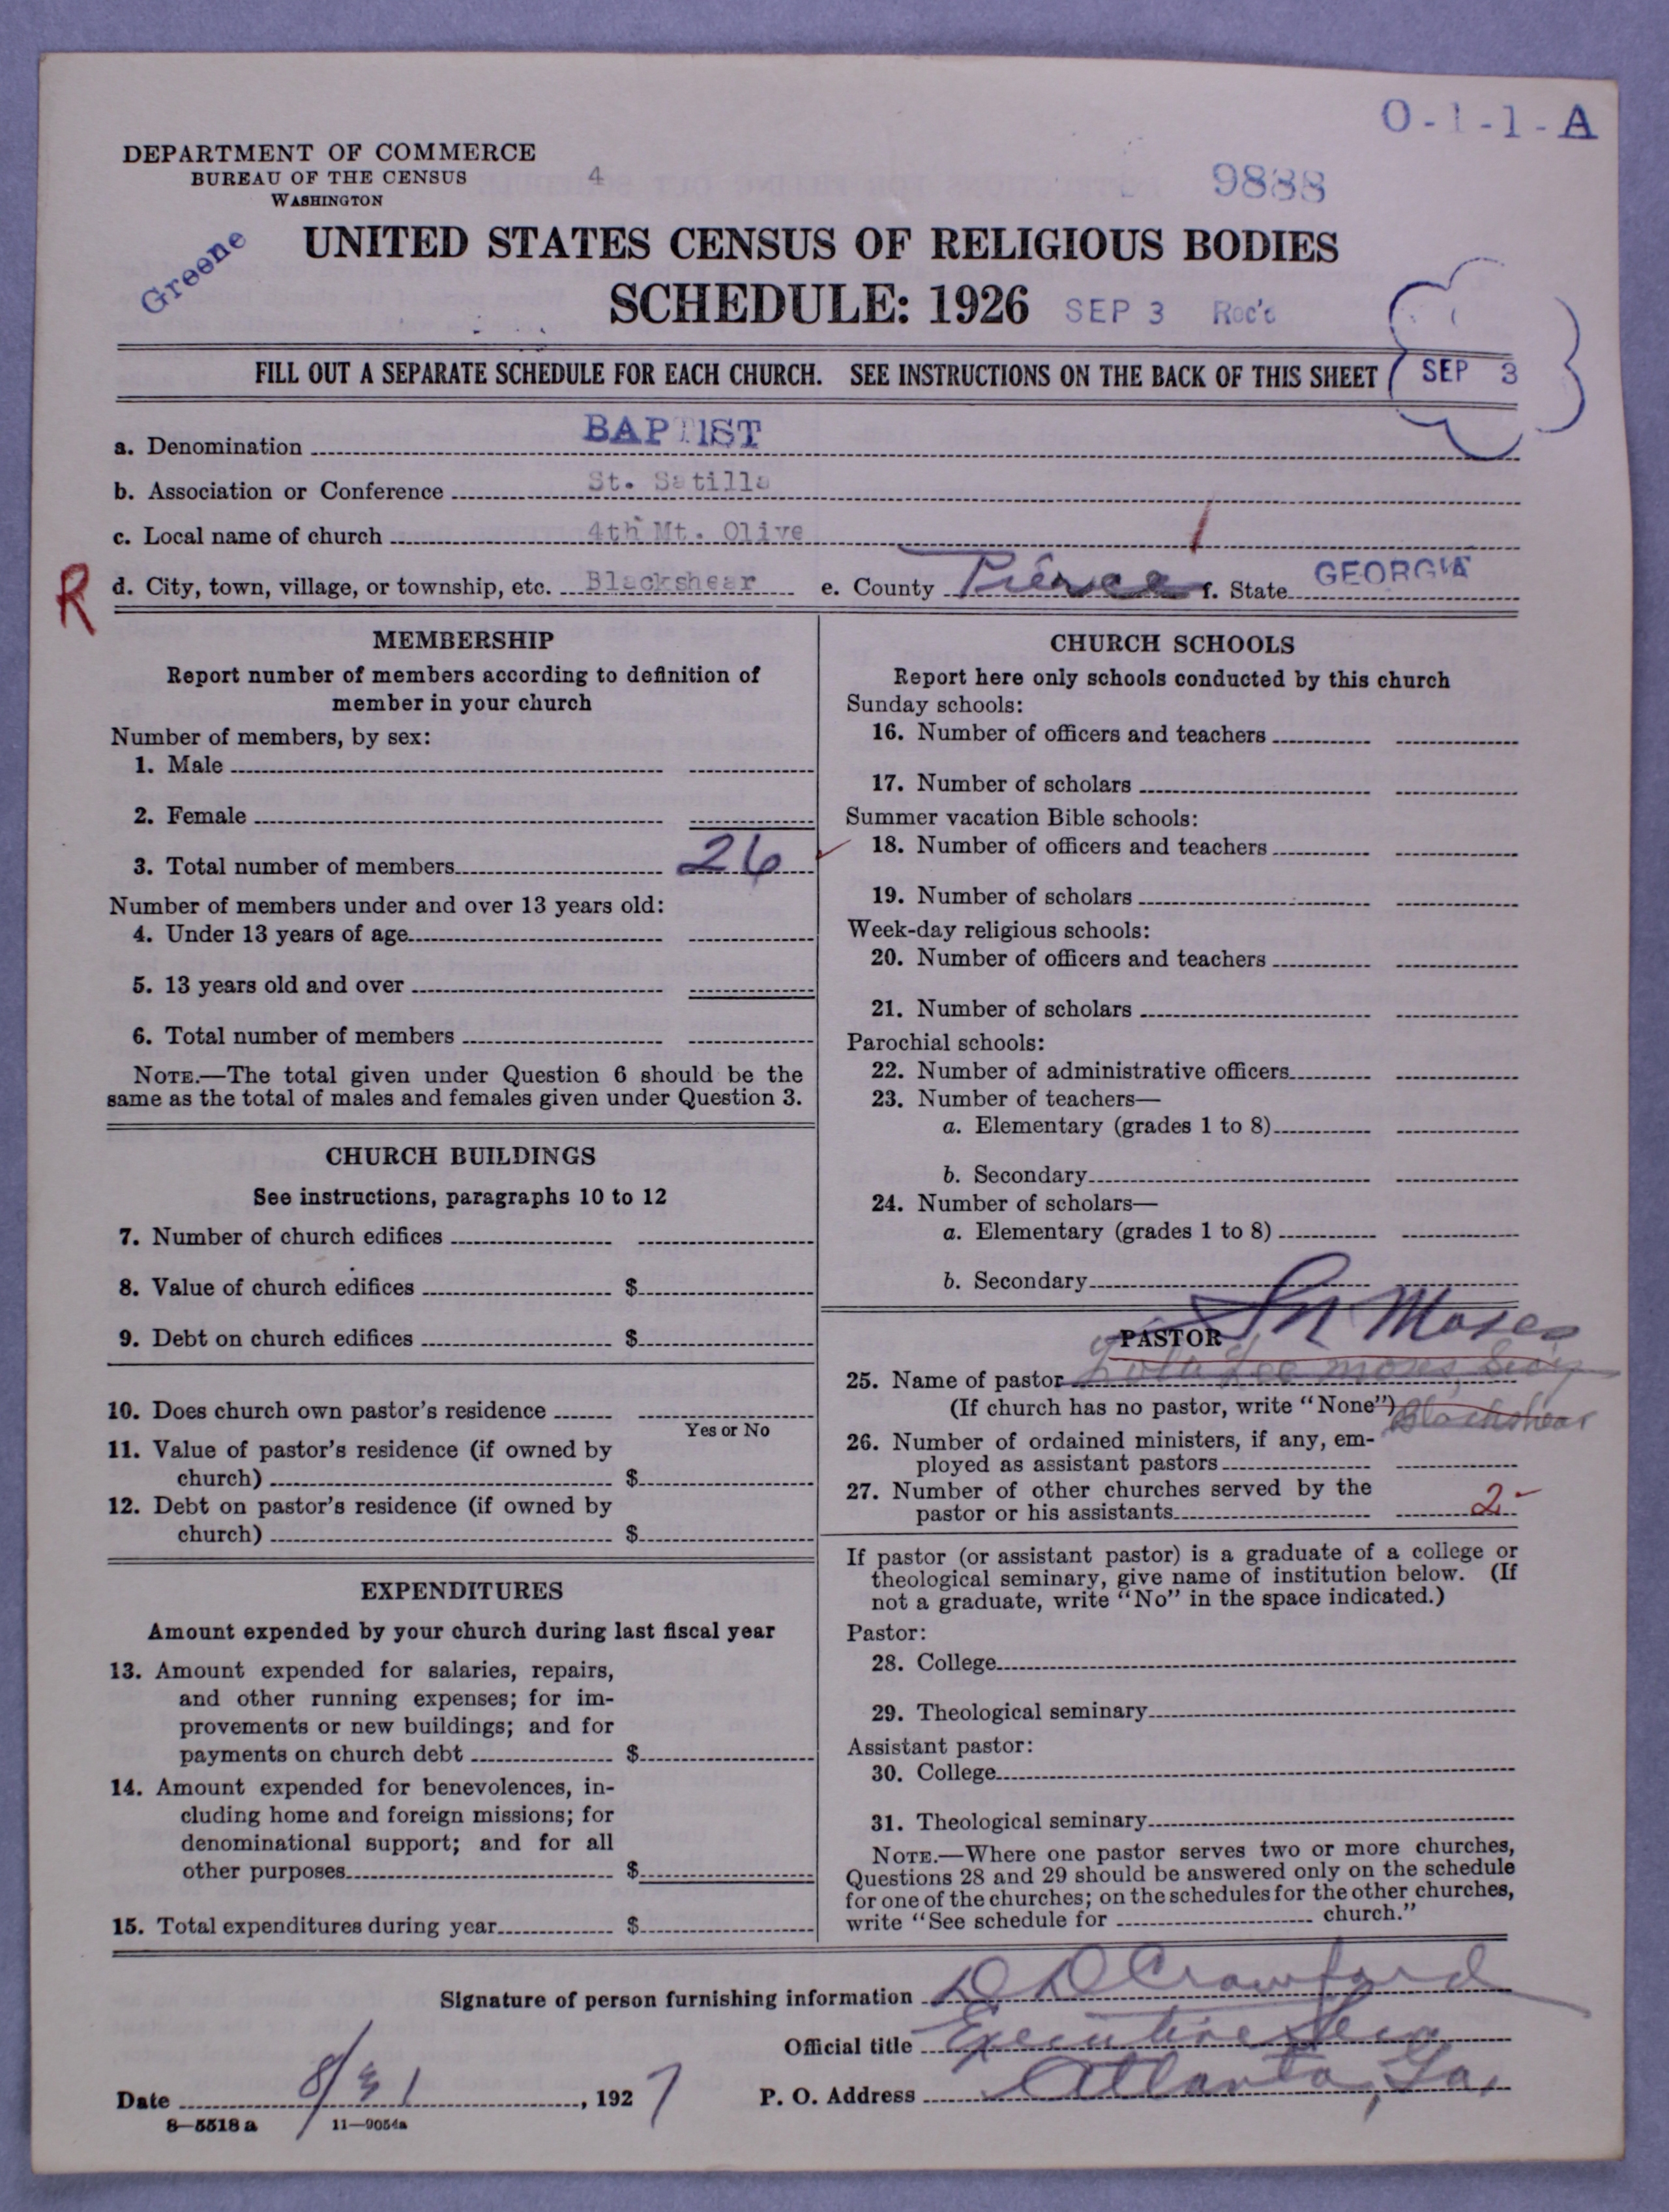 O-1-1-A
DEPARTMENT OF COMMERCE
BUREAU OF THE CENSUS
WASHINGTON
4
9888
Greene
UNITED STATES CENSUS OF RELIGIOUS BODIES
SCHEDULE: 1926
SEP 3 Rec'd
FILL OUT A SEPARATE SCHEDULE FOR EACH CHURCH. SEE INSTRUCTIONS ON THE BACK OF THIS SHEET
SEP 3
a. Denomination BAPTIST
b. Association or Conference St. Satilla
c. Local name of church 4th Mt. Olive
R
d. City, town, village, or township, etc. Blackshear e. County Pierce f. State GEORGIA
MEMBERSHIP
Report number of members according to definition of
member in your church
Number of members, by sex:
1. Male
2. Female
3. Total number of members 26
Number of members under and over 13 years old:
4. Under 13 years of age
5. 13 years old and over
6. Total number of members
NOTE.—The total given under Question 6 should be the
same as the total of males and females given under Question 3.
CHURCH BUILDINGS
See instructions, paragraphs 10 to 12
7. Number of church edifices
8. Value of church edifices $
9. Debt on church edifices $
10. Does church own pastor's residence
Yes or No
11. Value of pastor's residence (if owned by
church) $
12. Debt on pastor's residence (if owned by
church) $
EXPENDITURES
Amount expended by your church during last fiscal year
13. Amount expended for salaries, repairs,
and other running expenses; for im-
provements or new buildings; and for
payments on church debt $
14. Amount expended for benevolences, in-
cluding home and foreign missions; for
denominational support; and for all
other purposes $
15. Total expenditures during year $
CHURCH SCHOOLS
Report here only schools conducted by this church
Sunday schools:
16. Number of officers and teachers
17. Number of scholars
Summer vacation Bible schools:
18. Number of officers and teachers
19. Number of scholars
Week-day religious schools:
20. Number of officers and teachers
21. Number of scholars
Parochial schools:
22. Number of administrative officers
23. Number of teachers—
a. Elementary (grades 1 to 8)
b. Secondary
24. Number of scholars—
a. Elementary (grades 1 to 8)
b. Secondary
PASTOR Moses
25. Name of pastor Lola Lee moses,
(If church has no pastor, write "None") Blackshear
26. Number of ordained ministers, if any, em-
ployed as assistant pastors
27. Number of other churches served by the
pastor or his assistants 2
If pastor (or assistant pastor) is a graduate of a college or
theological seminary, give name of institution below. (If
not a graduate, write "No" in the space indicated.)
Pastor:
28. College
29. Theological seminary
Assistant pastor:
30. College
31. Theological seminary
NOTE.—Where one pastor serves two or more churches,
Questions 28 and 29 should be answered only on the schedule
for one of the churches; on the schedules for the other churches,
write "See schedule for church."
Signature of person furnishing information D D Crawford
Official title Executive Secy
Date 8/31, 1927 P. O. Address Atlanta, Ga.
8—5518 a 11—9054a